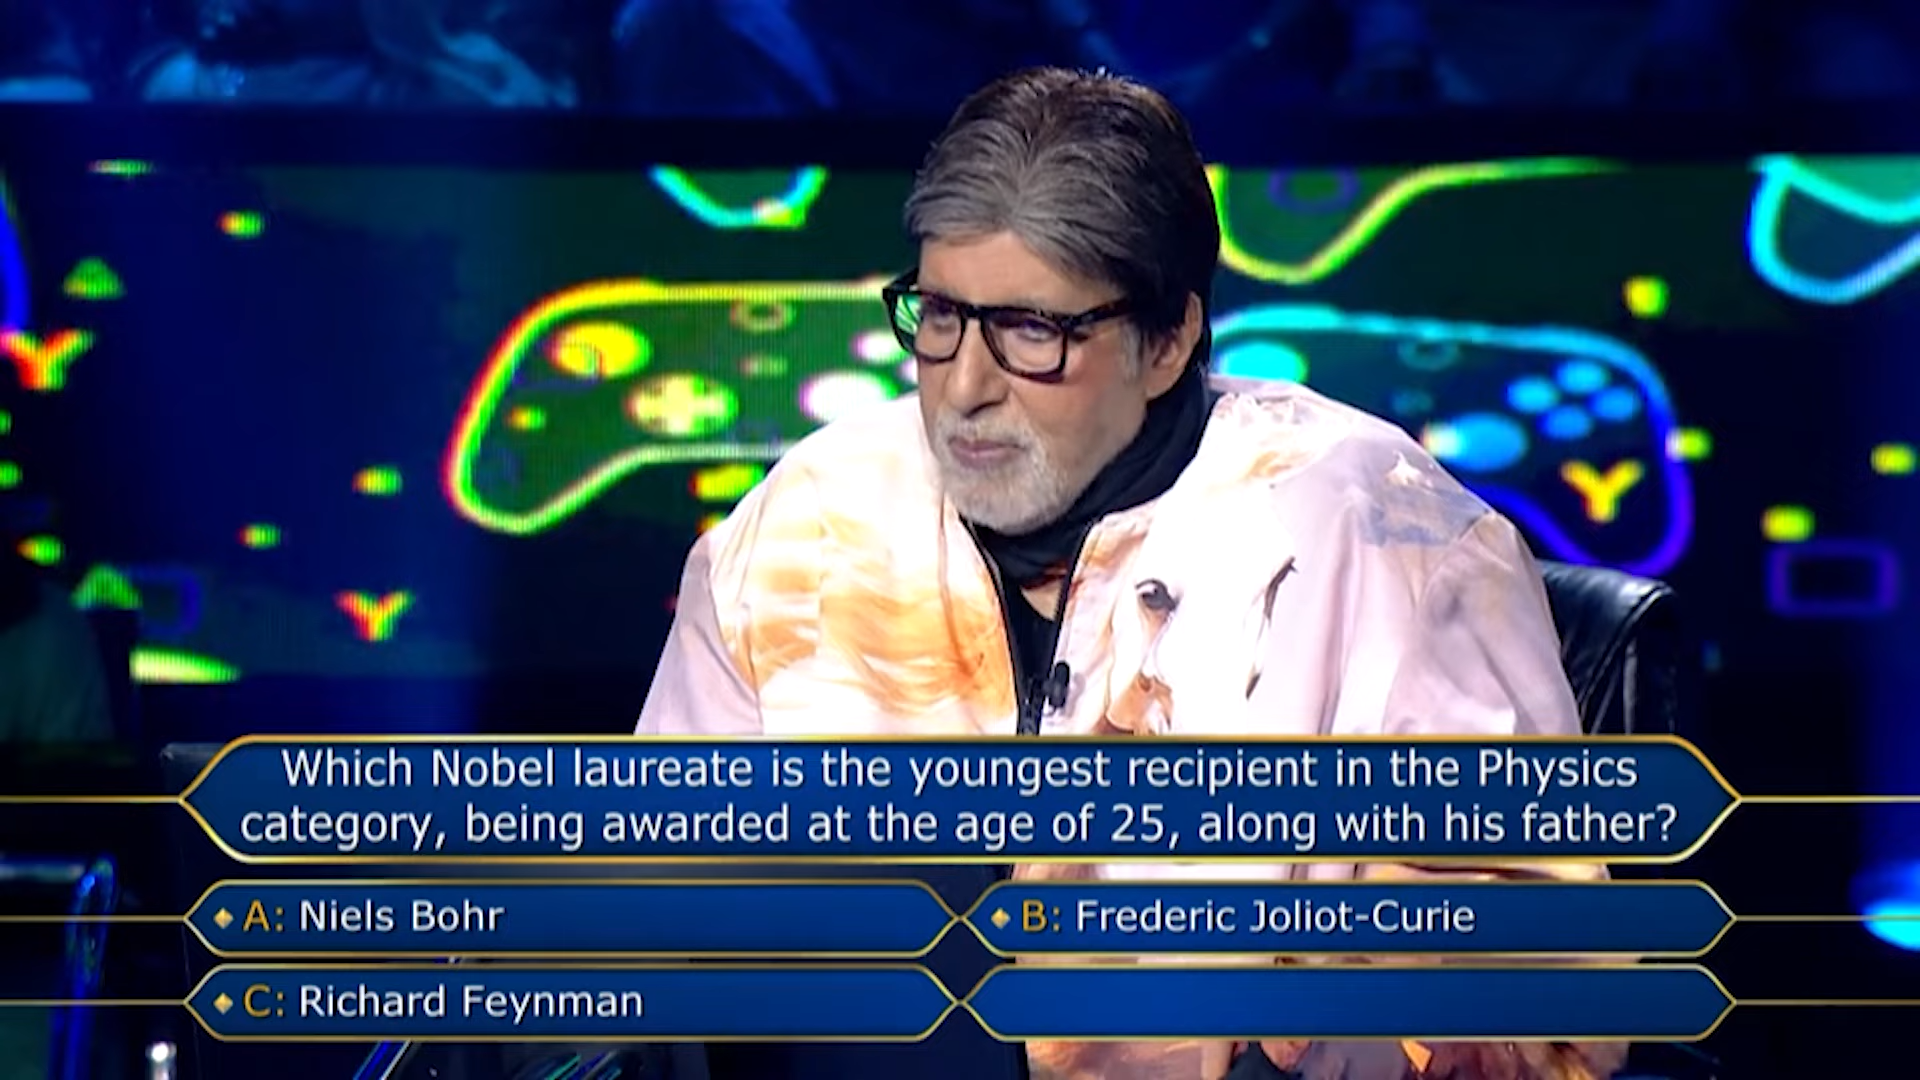 Which Nobel laureate is the youngest recipient in the Physics
category, being awarded at the age of 25, along with his father?
A: Niels Bohr
B: Frederic Joliot-Curie
C: Richard Feynman
Y
Y
Y